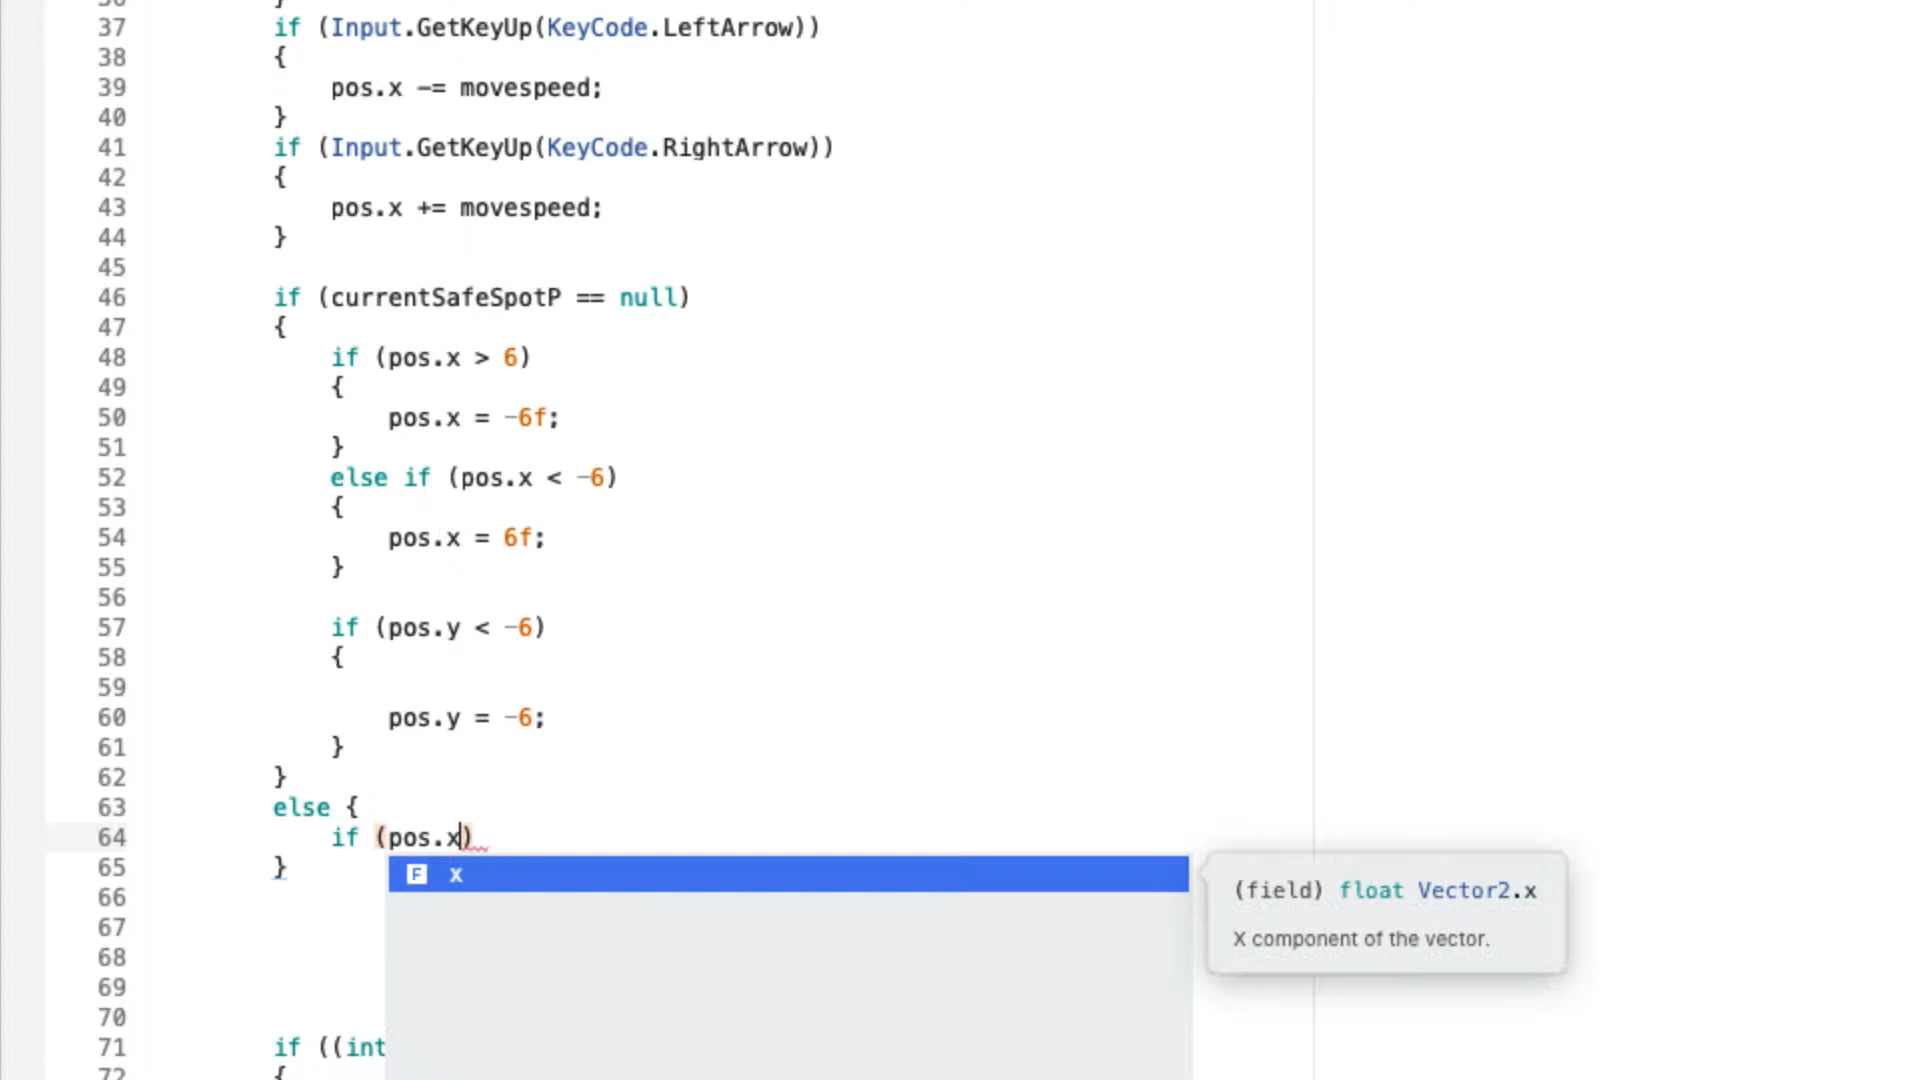 36 }
37 if (Input.GetKeyUp(KeyCode.LeftArrow))
38 {
39 pos.x -= movespeed;
40 }
41 if (Input.GetKeyUp(KeyCode.RightArrow))
42 {
43 pos.x += movespeed;
44 }
45
46 if (currentSafeSpotP == null)
47 {
48 if (pos.x > 6)
49 {
50 pos.x = -6f;
51 }
52 else if (pos.x < -6)
53 {
54 pos.x = 6f;
55 }
56
57 if (pos.y < -6)
58 {
59
60 pos.y = -6;
61 }
62 }
63 else {
64 if (pos.x)
65 }
F x
(field) float Vector2.x
X component of the vector.
66
67
68
69
70
71 if ((int
72 {